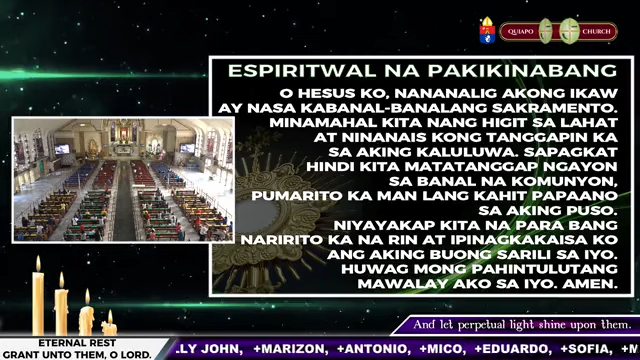 QUIAPO CHURCH
ESPIRITWAL NA PAKIKINABANG
O HESUS KO, NANANALIG AKONG IKAW
AY NASA KABANAL-BANALANG SAKRAMENTO.
MINAMAHAL KITA NANG HIGIT SA LAHAT
AT NINANAIS KONG TANGGAPIN KA
SA AKING KALULUWA. SAPAGKAT
HINDI KITA MATATANGGAP NGAYON
SA BANAL NA KOMUNYON,
PUMARITO KA MAN LANG KAHIT PAPAANO
SA AKING PUSO.
NIYAYAKAP KITA NA PARA BANG
NARIRITO KA NA RIN AT IPINAGKAKAISA KO
ANG AKING BUONG SARILI SA IYO.
HUWAG MONG PAHINTULUTANG
MAWALAY AKO SA IYO. AMEN.
And let perpetual light shine upon them.
ETERNAL REST
GRANT UNTO THEM, O LORD.
LY JOHN, +MARIZON, +ANTONIO, +MICO, +EDUARDO, +SOFIA, +M